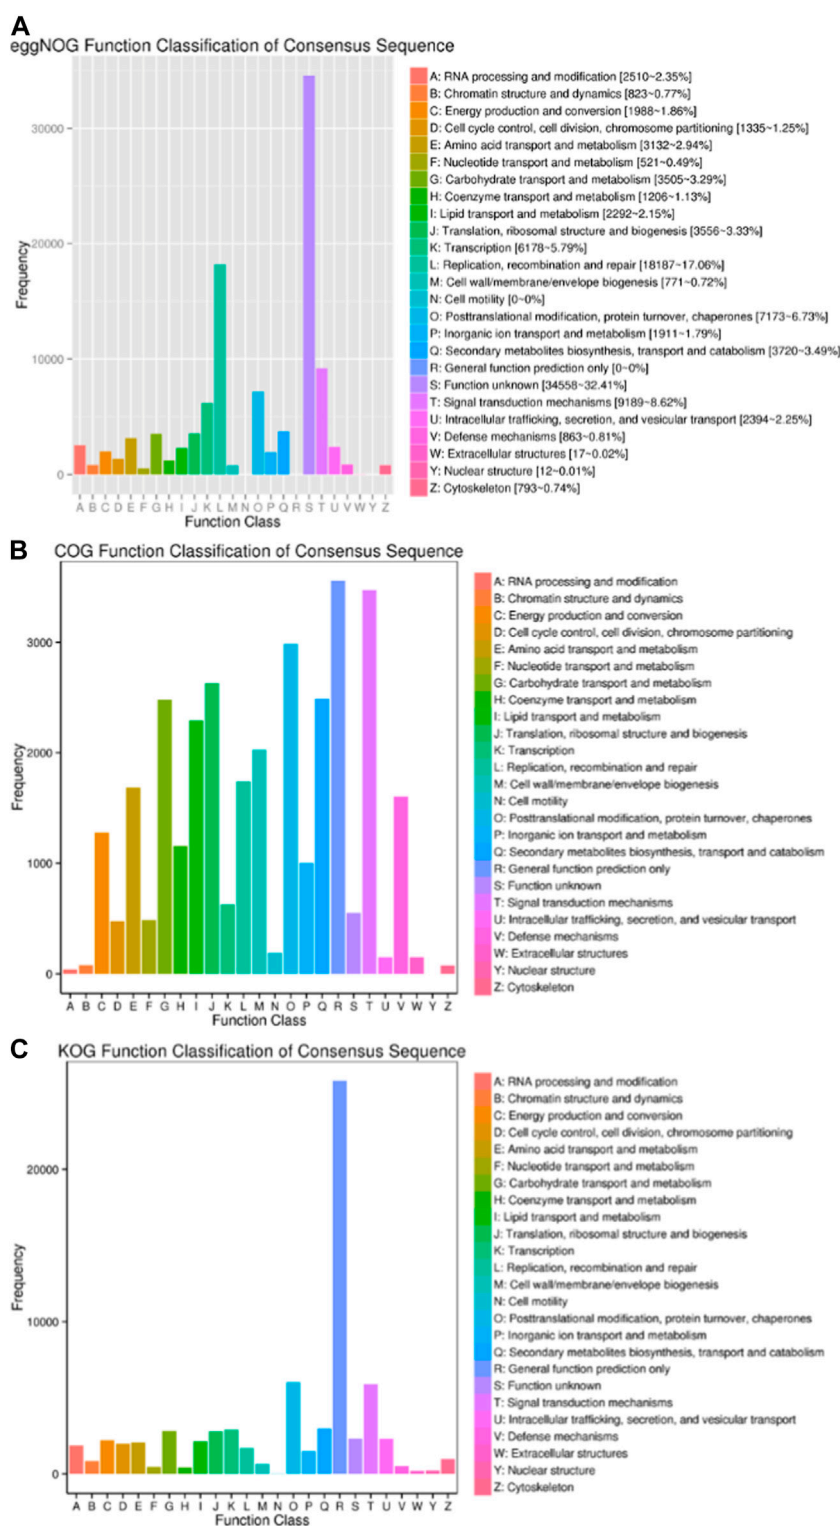 A
eggNOG Function Classification of Consensus Sequence
Frequency
30000
20000
10000
0
A B C D E F G H I J K L M N O P Q R S T U V W Y Z
Function Class
A: RNA processing and modification [2510~2.35%]
B: Chromatin structure and dynamics [823~0.77%]
C: Energy production and conversion [1988~1.86%]
D: Cell cycle control, cell division, chromosome partitioning [1335~1.25%]
E: Amino acid transport and metabolism [3132~2.94%]
F: Nucleotide transport and metabolism [521~0.49%]
G: Carbohydrate transport and metabolism [3505~3.29%]
H: Coenzyme transport and metabolism [1206~1.13%]
I: Lipid transport and metabolism [2292~2.15%]
J: Translation, ribosomal structure and biogenesis [3556~3.33%]
K: Transcription [6178~5.79%]
L: Replication, recombination and repair [18187~17.06%]
M: Cell wall/membrane/envelope biogenesis [771~0.72%]
N: Cell motility [0~0%]
O: Posttranslational modification, protein turnover, chaperones [7173~6.73%]
P: Inorganic ion transport and metabolism [1911~1.79%]
Q: Secondary metabolites biosynthesis, transport and catabolism [3720~3.49%]
R: General function prediction only [0~0%]
S: Function unknown [34558~32.41%]
T: Signal transduction mechanisms [9189~8.62%]
U: Intracellular trafficking, secretion, and vesicular transport [2394~2.25%]
V: Defense mechanisms [863~0.81%]
W: Extracellular structures [17~0.02%]
Y: Nuclear structure [12~0.01%]
Z: Cytoskeleton [793~0.74%]
B
COG Function Classification of Consensus Sequence
Frequency
3000
2000
1000
0
A B C D E F G H I J K L M N O P Q R S T U V W Y Z
Function Class
A: RNA processing and modification
B: Chromatin structure and dynamics
C: Energy production and conversion
D: Cell cycle control, cell division, chromosome partitioning
E: Amino acid transport and metabolism
F: Nucleotide transport and metabolism
G: Carbohydrate transport and metabolism
H: Coenzyme transport and metabolism
I: Lipid transport and metabolism
J: Translation, ribosomal structure and biogenesis
K: Transcription
L: Replication, recombination and repair
M: Cell wall/membrane/envelope biogenesis
N: Cell motility
O: Posttranslational modification, protein turnover, chaperones
P: Inorganic ion transport and metabolism
Q: Secondary metabolites biosynthesis, transport and catabolism
R: General function prediction only
S: Function unknown
T: Signal transduction mechanisms
U: Intracellular trafficking, secretion, and vesicular transport
V: Defense mechanisms
W: Extracellular structures
Y: Nuclear structure
Z: Cytoskeleton
C
KOG Function Classification of Consensus Sequence
Frequency
20000
10000
0
A B C D E F G H I J K L M N O P Q R S T U V W Y Z
Function Class
A: RNA processing and modification
B: Chromatin structure and dynamics
C: Energy production and conversion
D: Cell cycle control, cell division, chromosome partitioning
E: Amino acid transport and metabolism
F: Nucleotide transport and metabolism
G: Carbohydrate transport and metabolism
H: Coenzyme transport and metabolism
I: Lipid transport and metabolism
J: Translation, ribosomal structure and biogenesis
K: Transcription
L: Replication, recombination and repair
M: Cell wall/membrane/envelope biogenesis
N: Cell motility
O: Posttranslational modification, protein turnover, chaperones
P: Inorganic ion transport and metabolism
Q: Secondary metabolites biosynthesis, transport and catabolism
R: General function prediction only
S: Function unknown
T: Signal transduction mechanisms
U: Intracellular trafficking, secretion, and vesicular transport
V: Defense mechanisms
W: Extracellular structures
Y: Nuclear structure
Z: Cytoskeleton